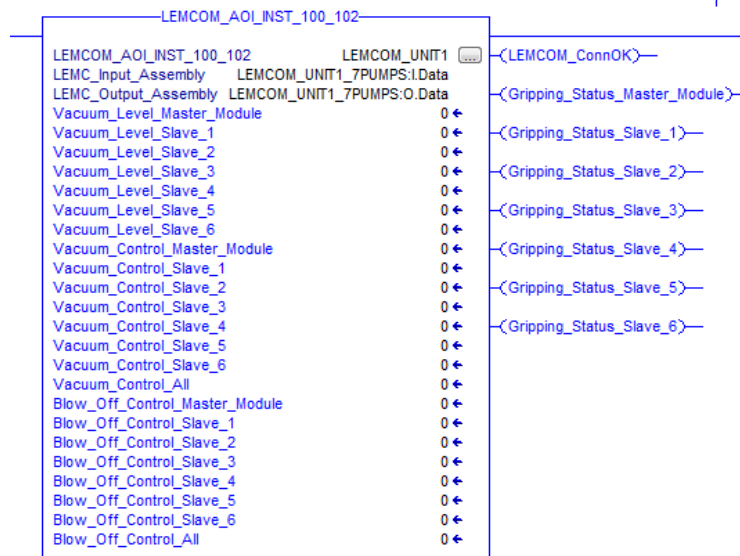 LEMCOM_AOI_INST_100_102
LEMCOM_AOI_INST_100_102 LEMCOM_UNIT1 ... LEMCOM_ConnOK
LEMC_Input_Assembly LEMCOM_UNIT1_7PUMPS:I.Data
LEMC_Output_Assembly LEMCOM_UNIT1_7PUMPS:O.Data Gripping_Status_Master_Module
Vacuum_Level_Master_Module 0
Vacuum_Level_Slave_1 0 Gripping_Status_Slave_1
Vacuum_Level_Slave_2 0
Vacuum_Level_Slave_3 0 Gripping_Status_Slave_2
Vacuum_Level_Slave_4 0
Vacuum_Level_Slave_5 0 Gripping_Status_Slave_3
Vacuum_Level_Slave_6 0
Vacuum_Control_Master_Module 0 Gripping_Status_Slave_4
Vacuum_Control_Slave_1 0
Vacuum_Control_Slave_2 0 Gripping_Status_Slave_5
Vacuum_Control_Slave_3 0
Vacuum_Control_Slave_4 0 Gripping_Status_Slave_6
Vacuum_Control_Slave_5 0
Vacuum_Control_Slave_6 0
Vacuum_Control_All 0
Blow_Off_Control_Master_Module 0
Blow_Off_Control_Slave_1 0
Blow_Off_Control_Slave_2 0
Blow_Off_Control_Slave_3 0
Blow_Off_Control_Slave_4 0
Blow_Off_Control_Slave_5 0
Blow_Off_Control_Slave_6 0
Blow_Off_Control_All 0